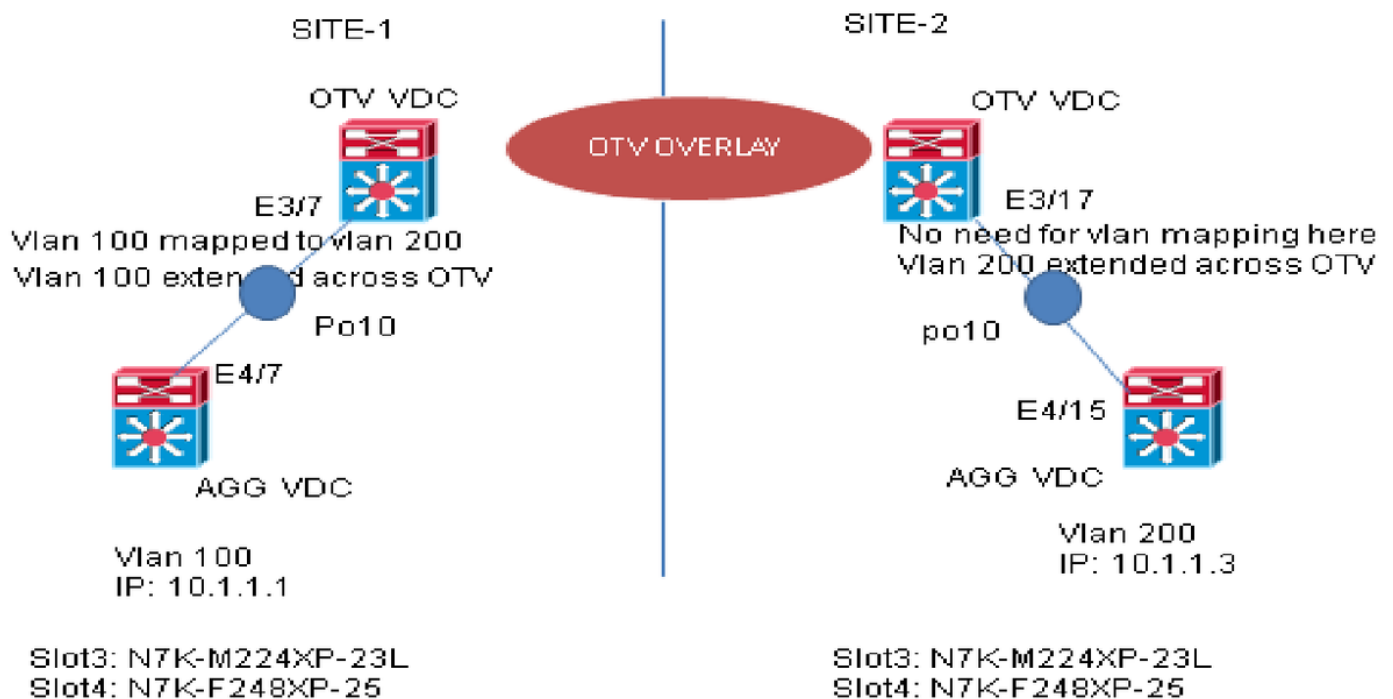 SITE-1
OTV VDC
E3/7
Vlan 100 mapped to vlan 200
Vlan 100 extended across OTV
Po10
E4/7
AGG VDC
Vlan 100
IP: 10.1.1.1
Slot3: N7K-M224XP-23L
Slot4: N7K-F248XP-25
OTV OVERLAY
SITE-2
OTV VDC
E3/17
No need for vlan mapping here
Vlan 200 extended across OTV
po10
E4/15
AGG VDC
Vlan 200
IP: 10.1.1.3
Slot3: N7K-M224XP-23L
Slot4: N7K-F248XP-25